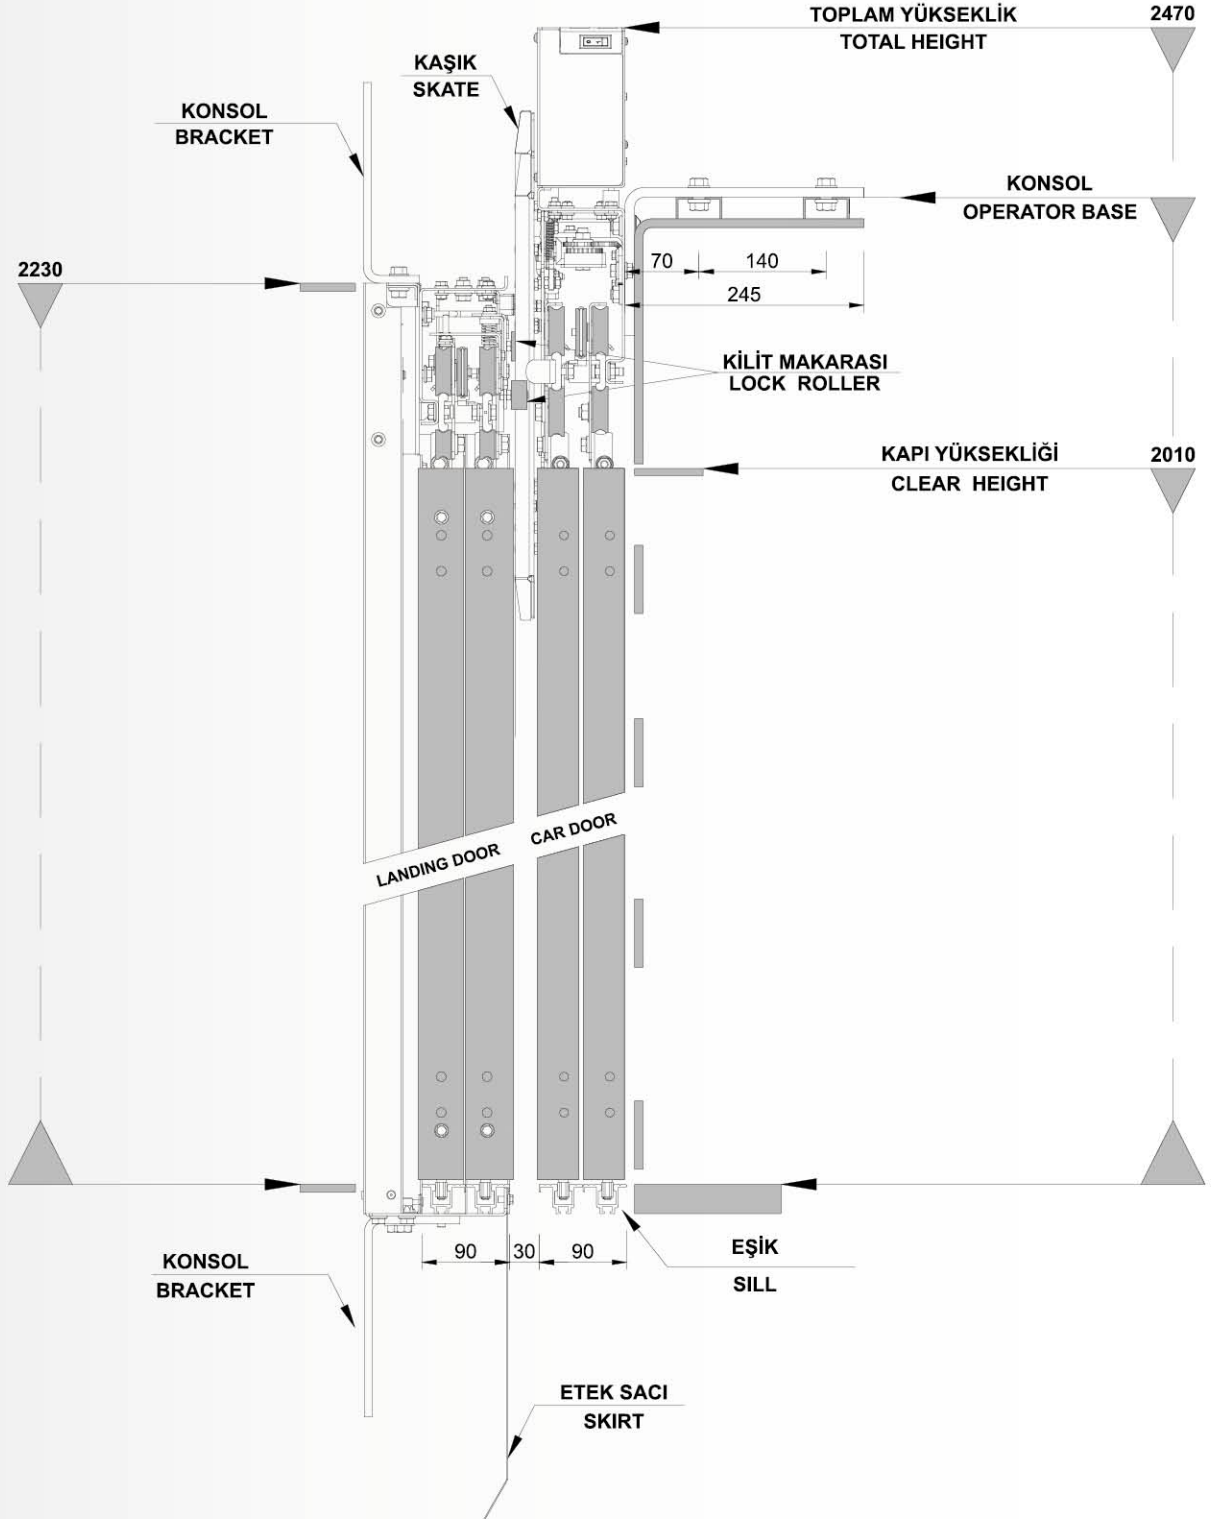 TOPLAM YÜKSEKLİK
TOTAL HEIGHT
2470
KAŞIK
SKATE
KONSOL
BRACKET
KONSOL
OPERATOR BASE
2230
70
140
245
KİLİT MAKARASI
LOCK ROLLER
KAPI YÜKSEKLİĞİ
CLEAR HEIGHT
2010
LANDING DOOR
CAR DOOR
90
30
90
EŞİK
SILL
KONSOL
BRACKET
ETEK SACI
SKIRT